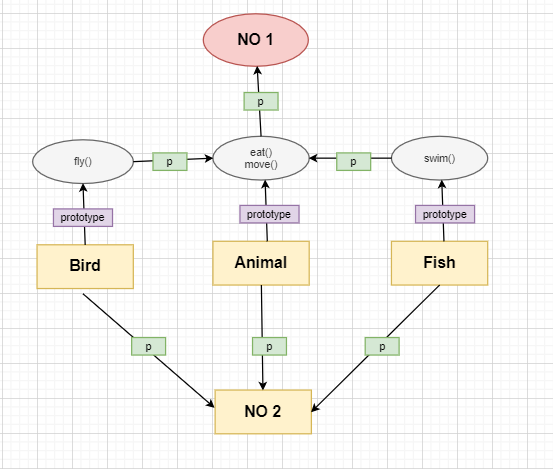 NO 1
p
fly()
p
eat()
move()
p
swim()
prototype
prototype
prototype
Bird
Animal
Fish
p
p
p
NO 2